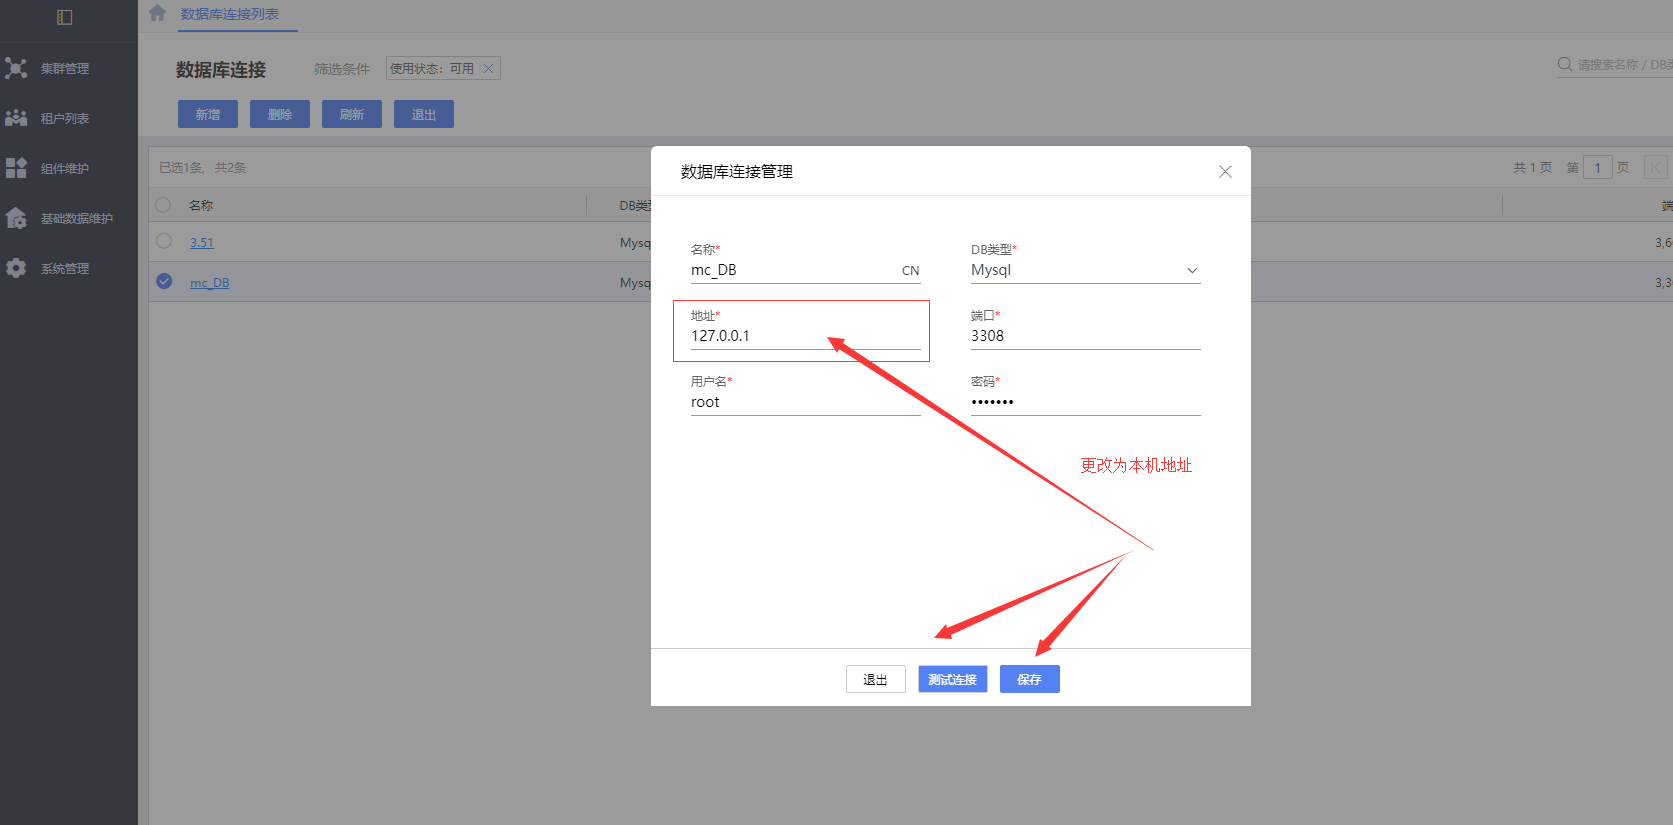 数据库连接列表
集群管理
租户列表
组件维护
基础数据维护
系统管理
数据库连接
筛选条件
使用状态：可用
请搜索名称 / DB
新增
删除
刷新
退出
已选1条， 共2条
共 1 页 第 1 页
名称
DB类
3.51
Mysq
3,6
mc_DB
Mysq
3,3
数据库连接管理
名称*
mc_DB
CN
DB类型*
Mysql
地址*
127.0.0.1
端口*
3308
用户名*
root
密码*
•••••••
更改为本机地址
退出
测试连接
保存